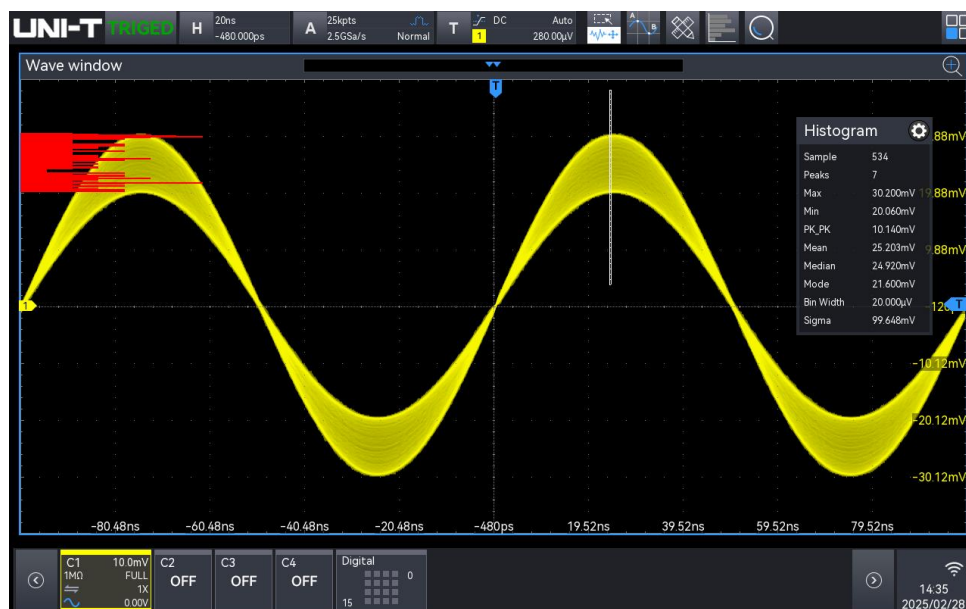 UNI-T TRIGED H 20ns -480.000ps A 25kpts 2.5GSa/s Normal T DC 1 Auto 280.00µV A B
Wave window
T
Histogram
.88mV
Sample 534
Peaks 7
Max 30.200mV 19.88mV
Min 20.060mV
PK_PK 10.140mV
Mean 25.203mV 9.88mV
Median 24.920mV
Mode 21.600mV
Bin Width 20.000µV
1 -120 T
Sigma 99.648mV
-10.12mV
-20.12mV
-30.12mV
-80.48ns -60.48ns -40.48ns -20.48ns -480ps 19.52ns 39.52ns 59.52ns 79.52ns
C1 10.0mV C2 C3 C4 Digital
1MΩ FULL OFF OFF OFF 0
1X
0.00V 15
14:35
2025/02/28